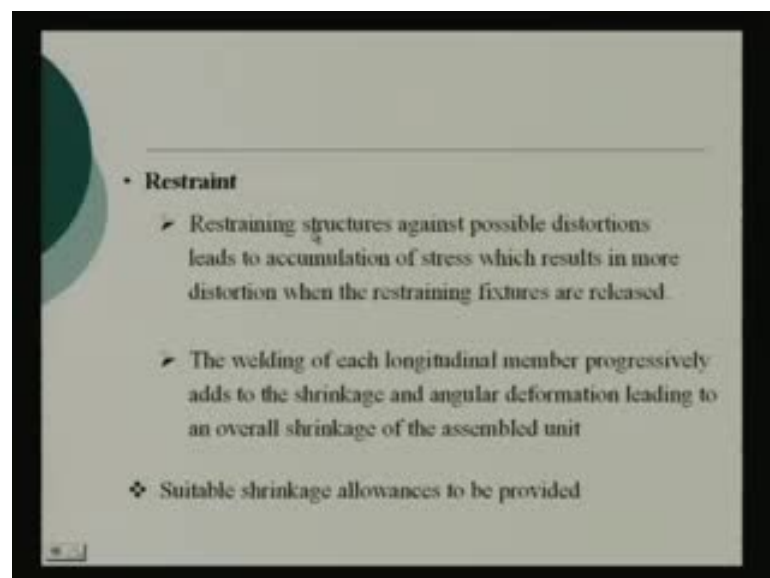 • Restraint
➤ Restraining structures against possible distortions
leads to accumulation of stress which results in more
distortion when the restraining fixtures are released.
➤ The welding of each longitudinal member progressively
adds to the shrinkage and angular deformation leading to
an overall shrinkage of the assembled unit
❖ Suitable shrinkage allowances to be provided